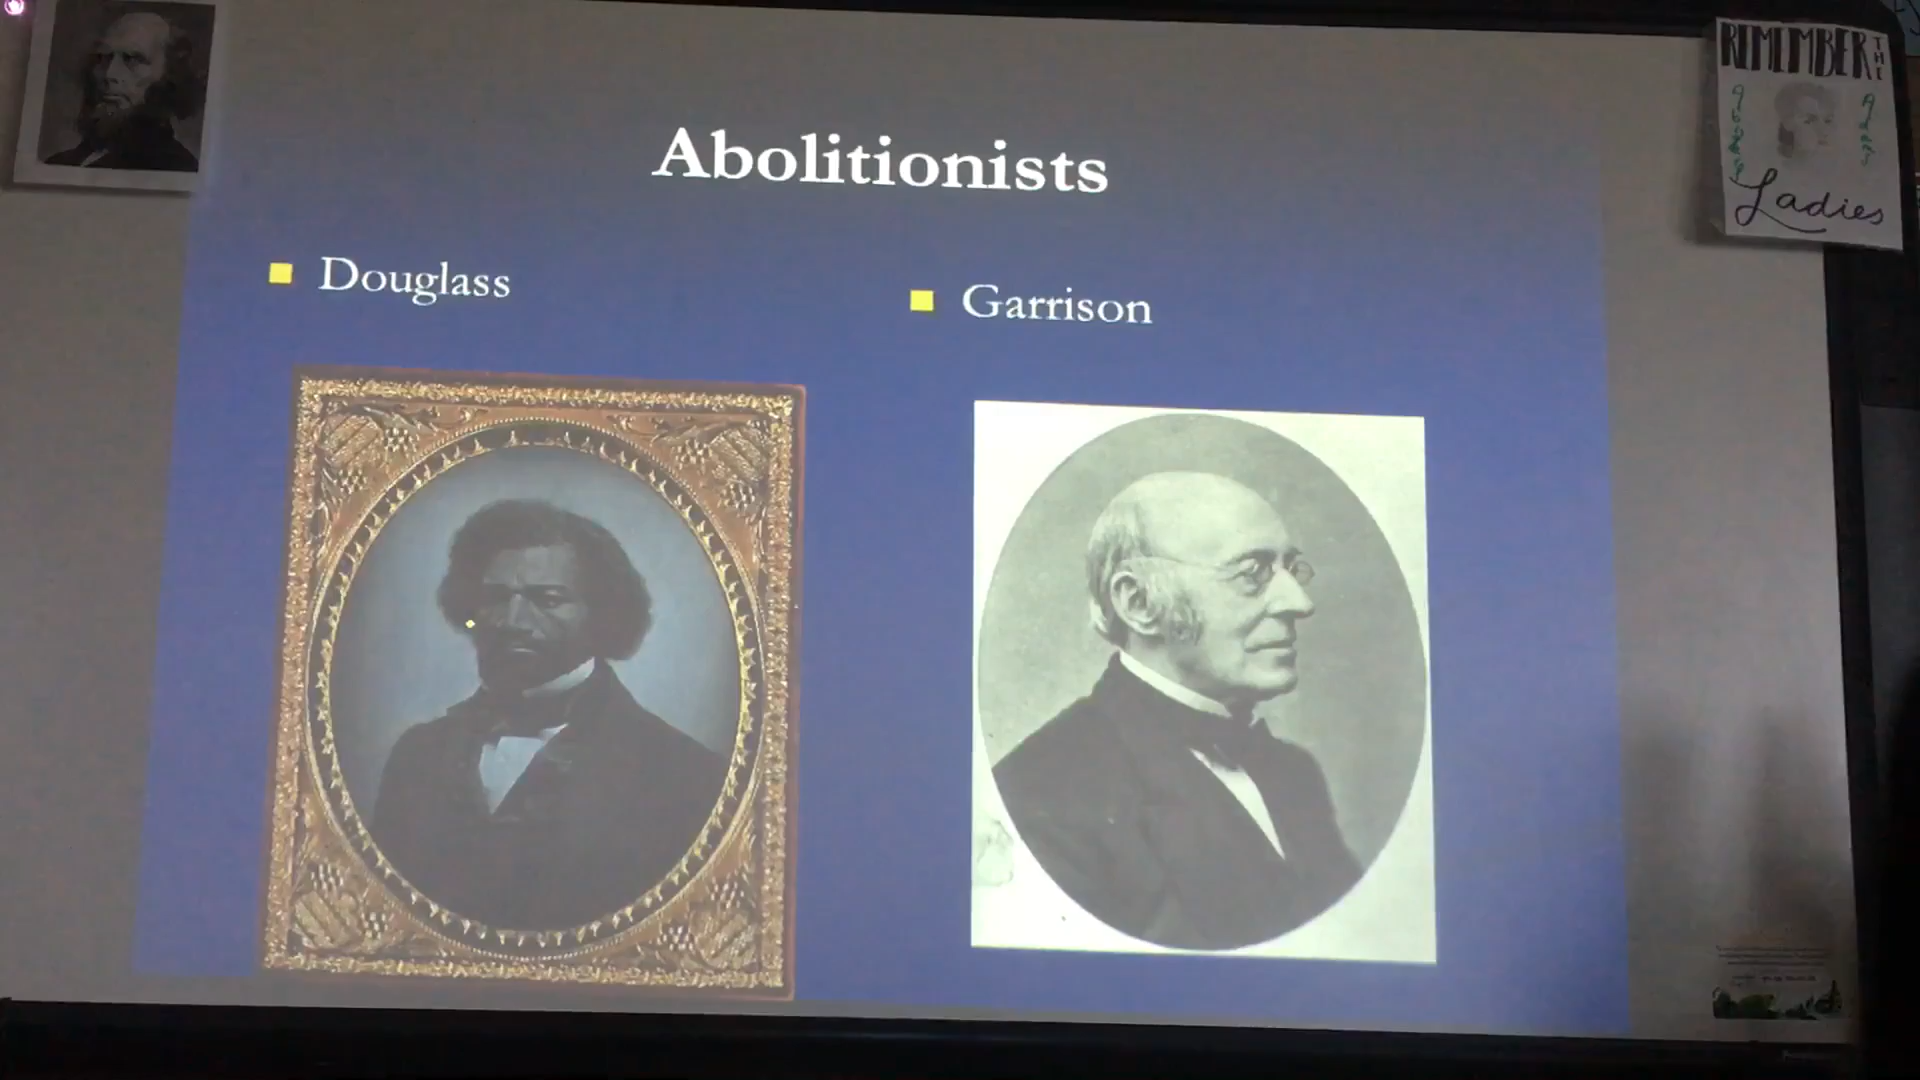 Abolitionists
Douglass
Garrison
REMEMBER THE
Ladies